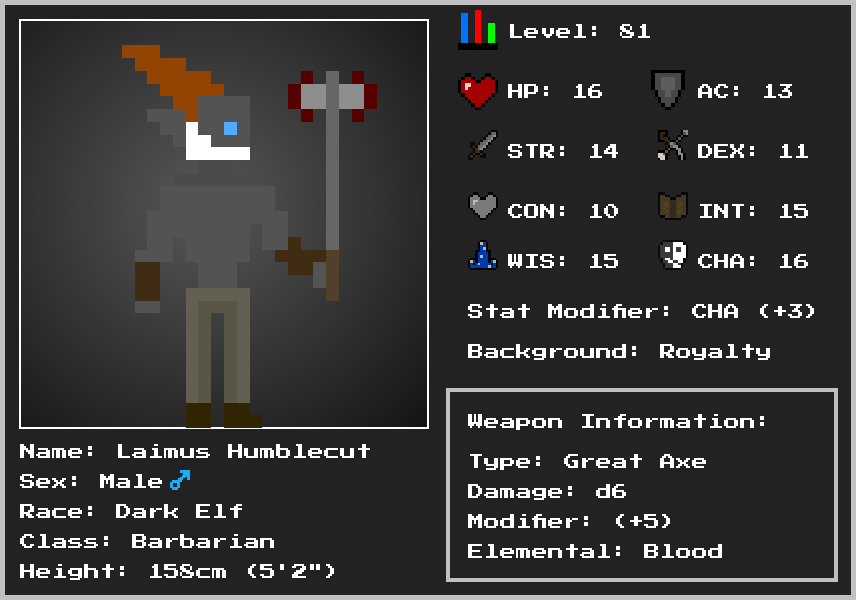 Level: 81
HP: 16
AC: 13
STR: 14
DEX: 11
CON: 10
INT: 15
WIS: 15
CHA: 16
Stat Modifier: CHA (+3)
Background: Royalty
Weapon Information:
Type: Great Axe
Damage: d6
Modifier: (+5)
Elemental: Blood
Name: Laimus Humblecut
Sex: Male♂
Race: Dark Elf
Class: Barbarian
Height: 158cm (5'2")